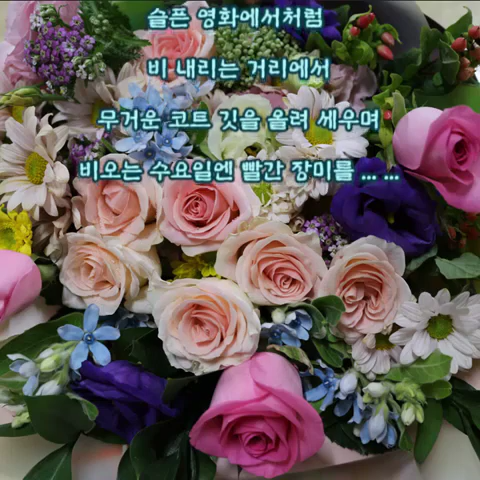 슬픈 영화에서처럼
비 내리는 거리에서
무거운 코트 깃을 올려 세우며
비오는 수요일엔 빨간 장미를 ... ...